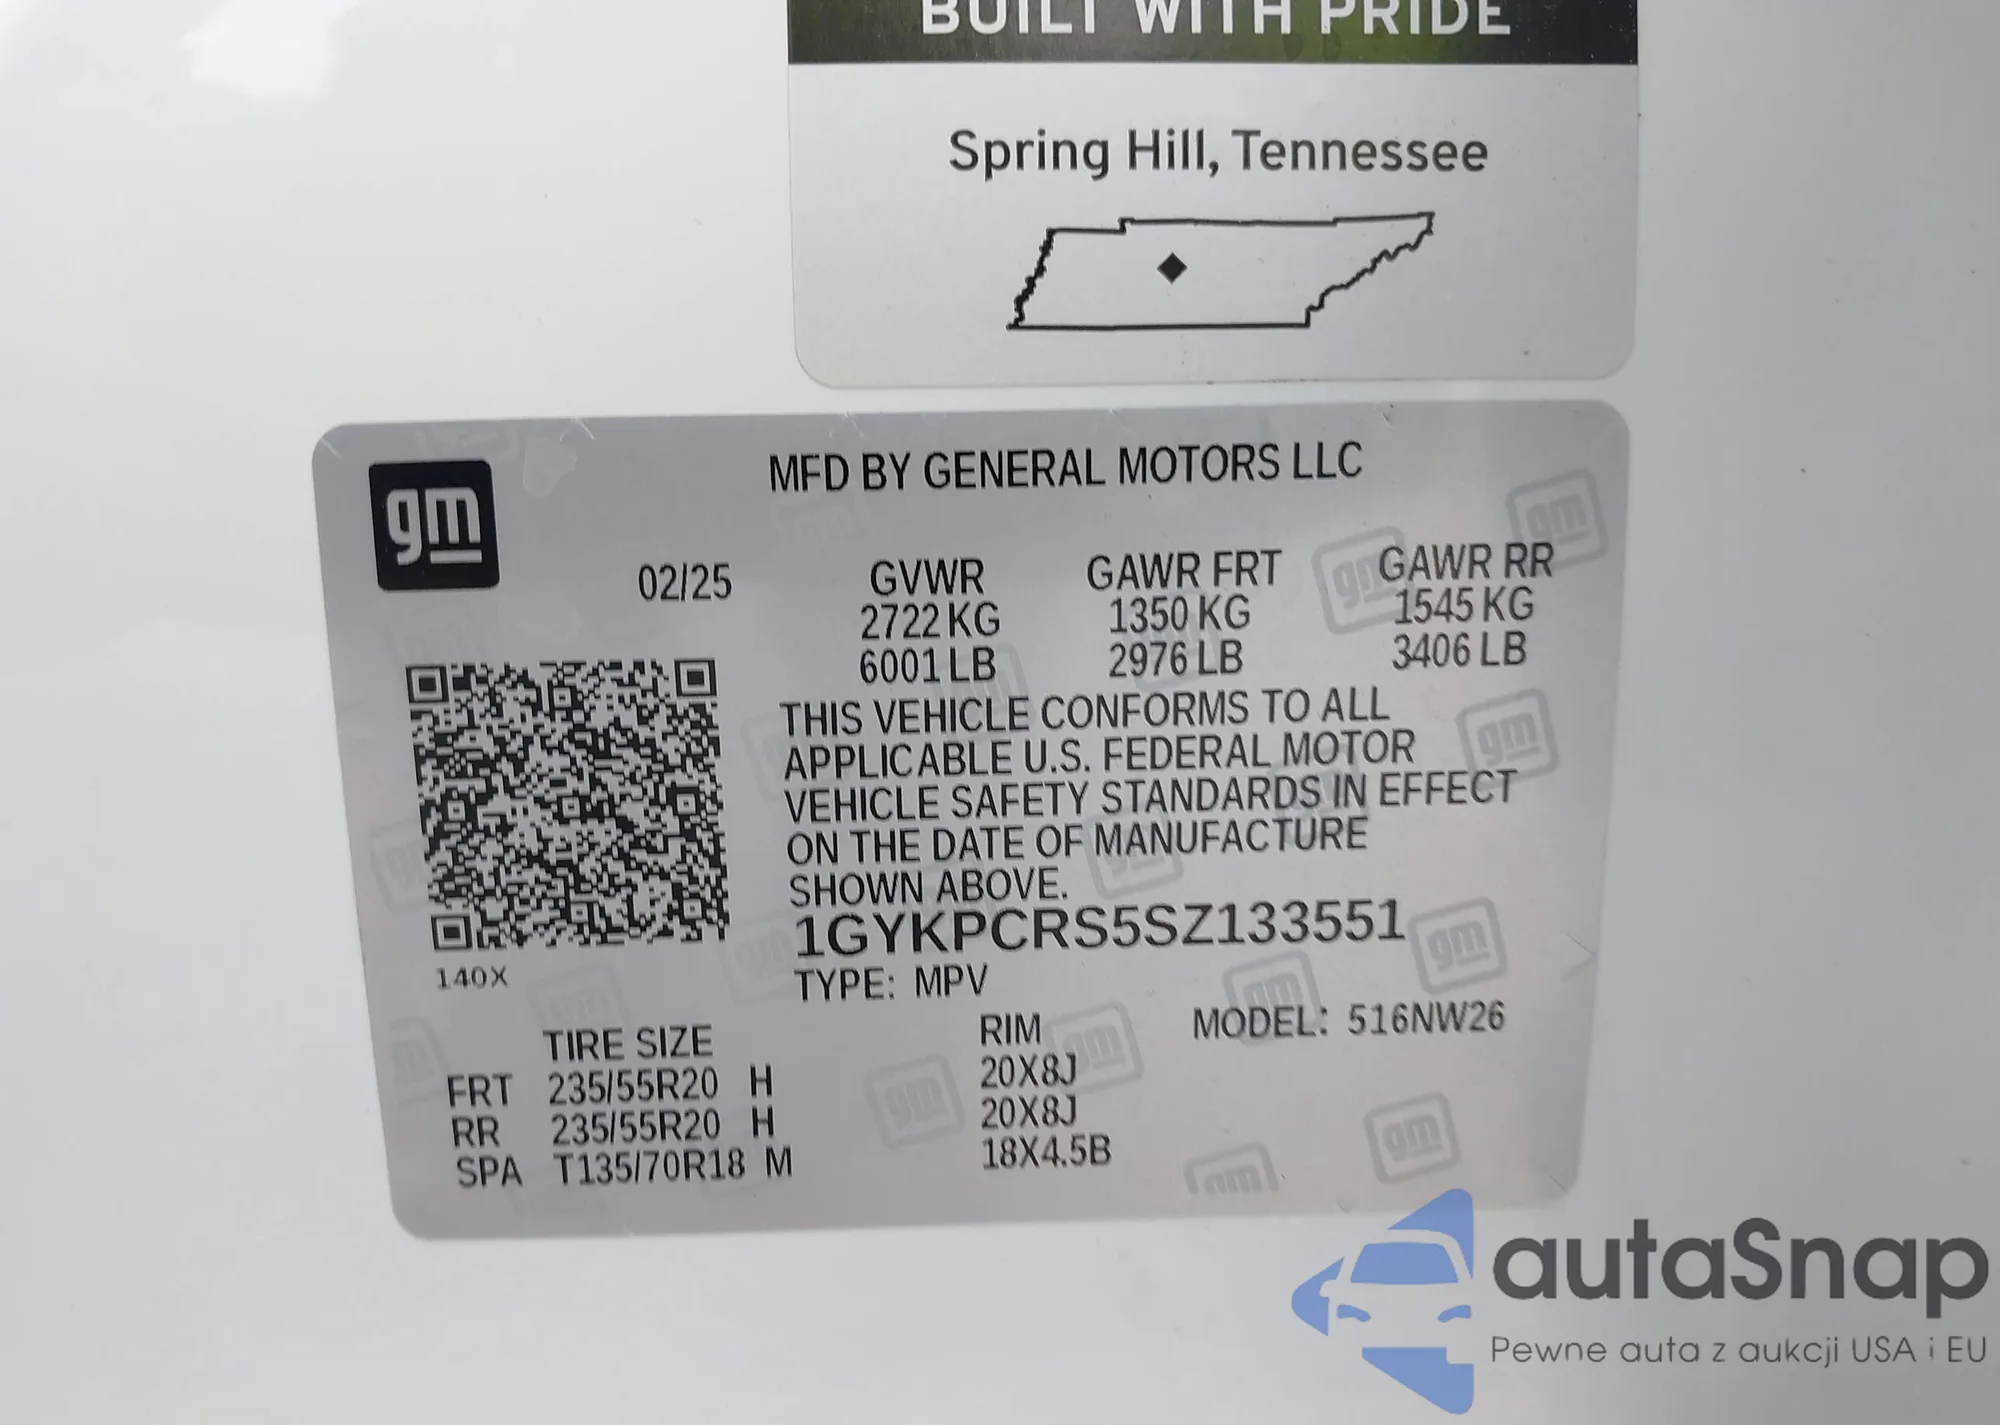 BUILT WITH PRIDE
Spring Hill, Tennessee
gm
MFD BY GENERAL MOTORS LLC
02/25 GVWR GAWR FRT GAWR RR
2722 KG 1350 KG 1545 KG
6001 LB 2976 LB 3406 LB
THIS VEHICLE CONFORMS TO ALL
APPLICABLE U.S. FEDERAL MOTOR
VEHICLE SAFETY STANDARDS IN EFFECT
ON THE DATE OF MANUFACTURE
SHOWN ABOVE.
1GYKPCRS5SZ133551
140X
TYPE: MPV
MODEL: 516NW26
TIRE SIZE RIM
FRT 235/55R20 H 20X8J
RR 235/55R20 H 20X8J
SPA T135/70R18 M 18X4.5B
autaSnap
Pewne auta z aukcji USA i EU